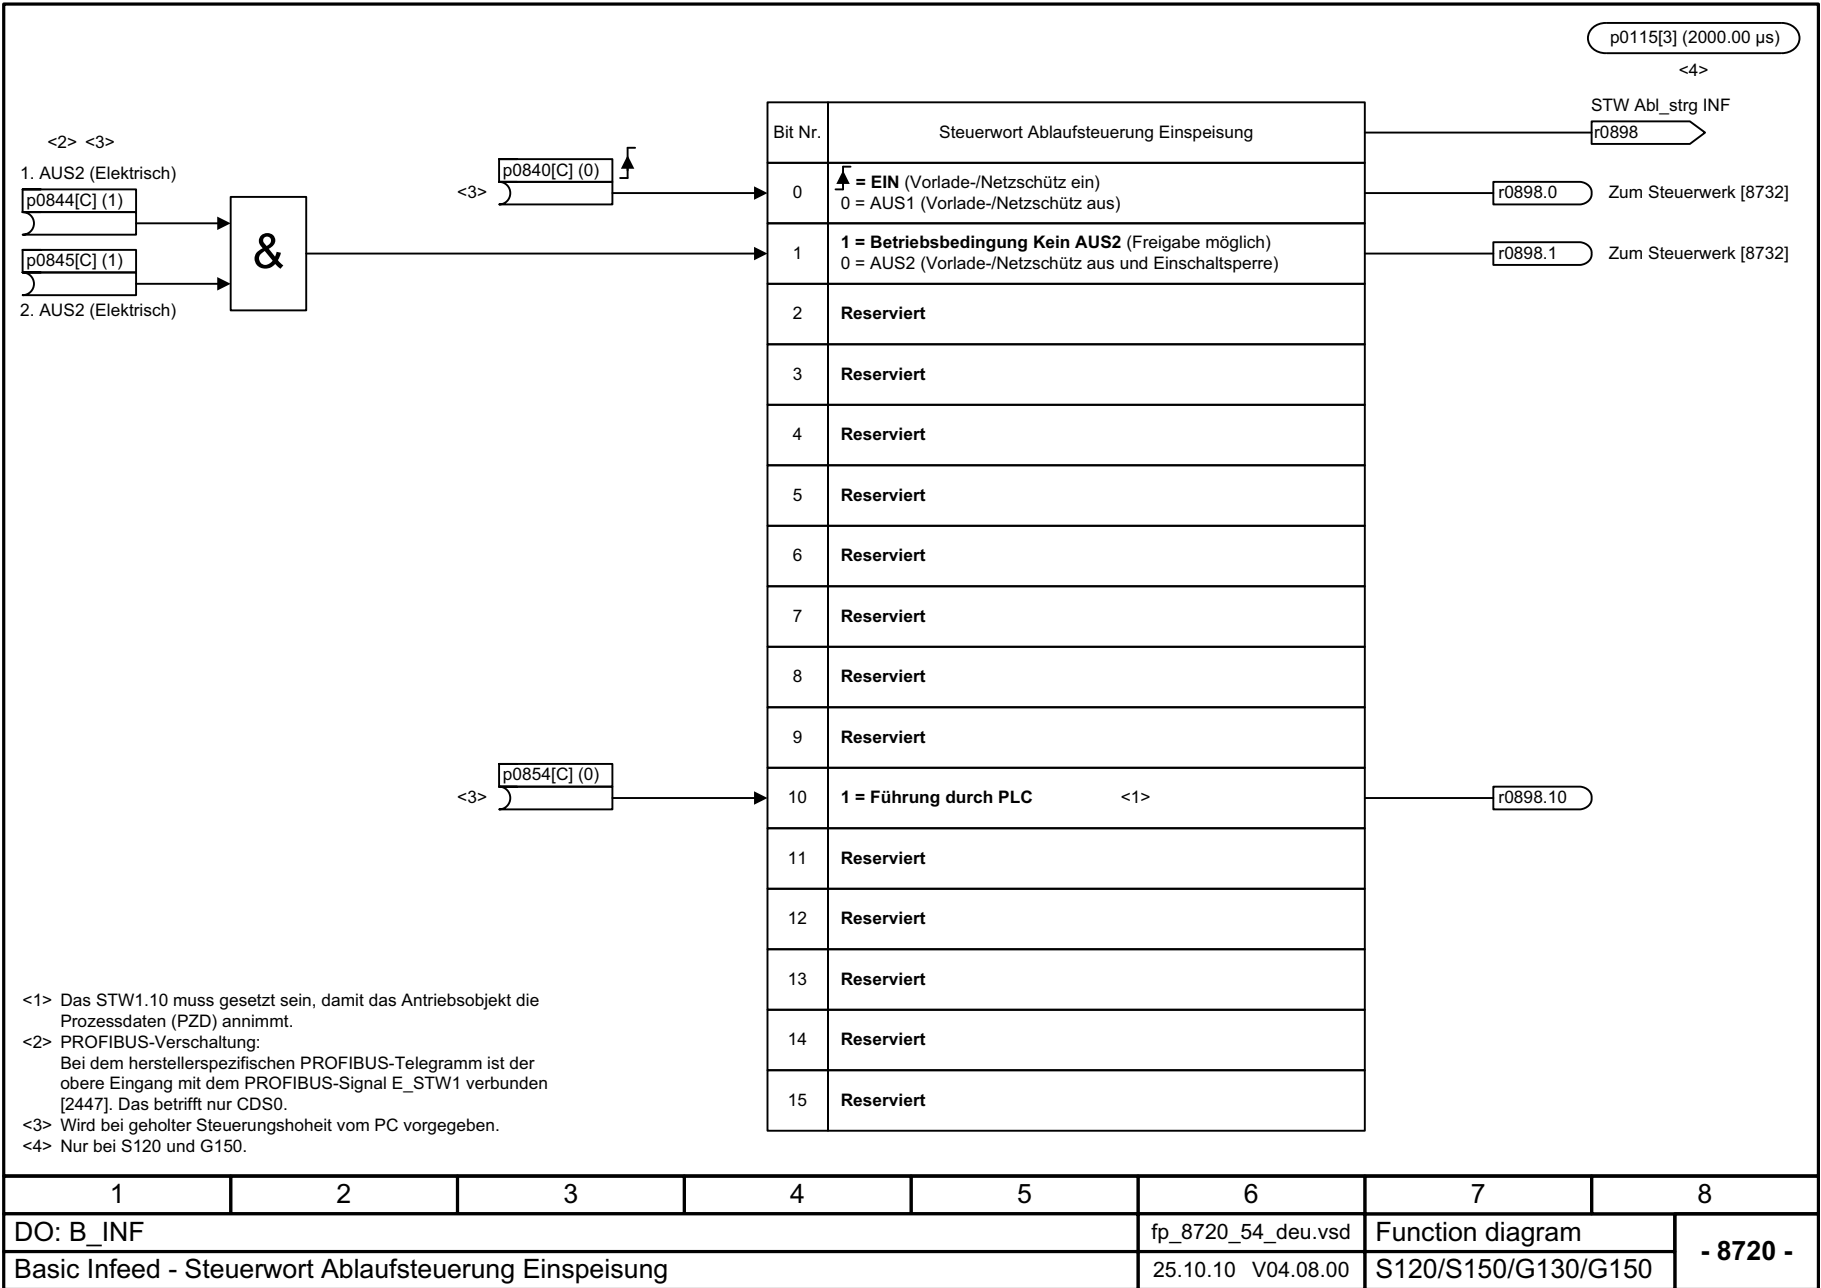 p0115[3] (2000.00 µs)
<4>
STW Abl_strg INF
r0898
<2> <3>
1. AUS2 (Elektrisch)
p0844[C] (1)
p0845[C] (1)
2. AUS2 (Elektrisch)
&
<3>
p0840[C] (0)
Bit Nr. Steuerwort Ablaufsteuerung Einspeisung
0 = EIN (Vorlade-/Netzschütz ein)
0 = AUS1 (Vorlade-/Netzschütz aus)
r0898.0 Zum Steuerwerk [8732]
1 1 = Betriebsbedingung Kein AUS2 (Freigabe möglich)
0 = AUS2 (Vorlade-/Netzschütz aus und Einschaltsperre)
r0898.1 Zum Steuerwerk [8732]
2 Reserviert
3 Reserviert
4 Reserviert
5 Reserviert
6 Reserviert
7 Reserviert
8 Reserviert
9 Reserviert
<3>
p0854[C] (0)
10 1 = Führung durch PLC <1>
r0898.10
11 Reserviert
12 Reserviert
13 Reserviert
14 Reserviert
15 Reserviert
<1> Das STW1.10 muss gesetzt sein, damit das Antriebsobjekt die
Prozessdaten (PZD) annimmt.
<2> PROFIBUS-Verschaltung:
Bei dem herstellerspezifischen PROFIBUS-Telegramm ist der
obere Eingang mit dem PROFIBUS-Signal E_STW1 verbunden
[2447]. Das betrifft nur CDS0.
<3> Wird bei geholter Steuerungshoheit vom PC vorgegeben.
<4> Nur bei S120 und G150.
1 2 3 4 5 6 7 8
DO: B_INF
fp_8720_54_deu.vsd
Function diagram
- 8720 -
Basic Infeed - Steuerwort Ablaufsteuerung Einspeisung
25.10.10 V04.08.00
S120/S150/G130/G150